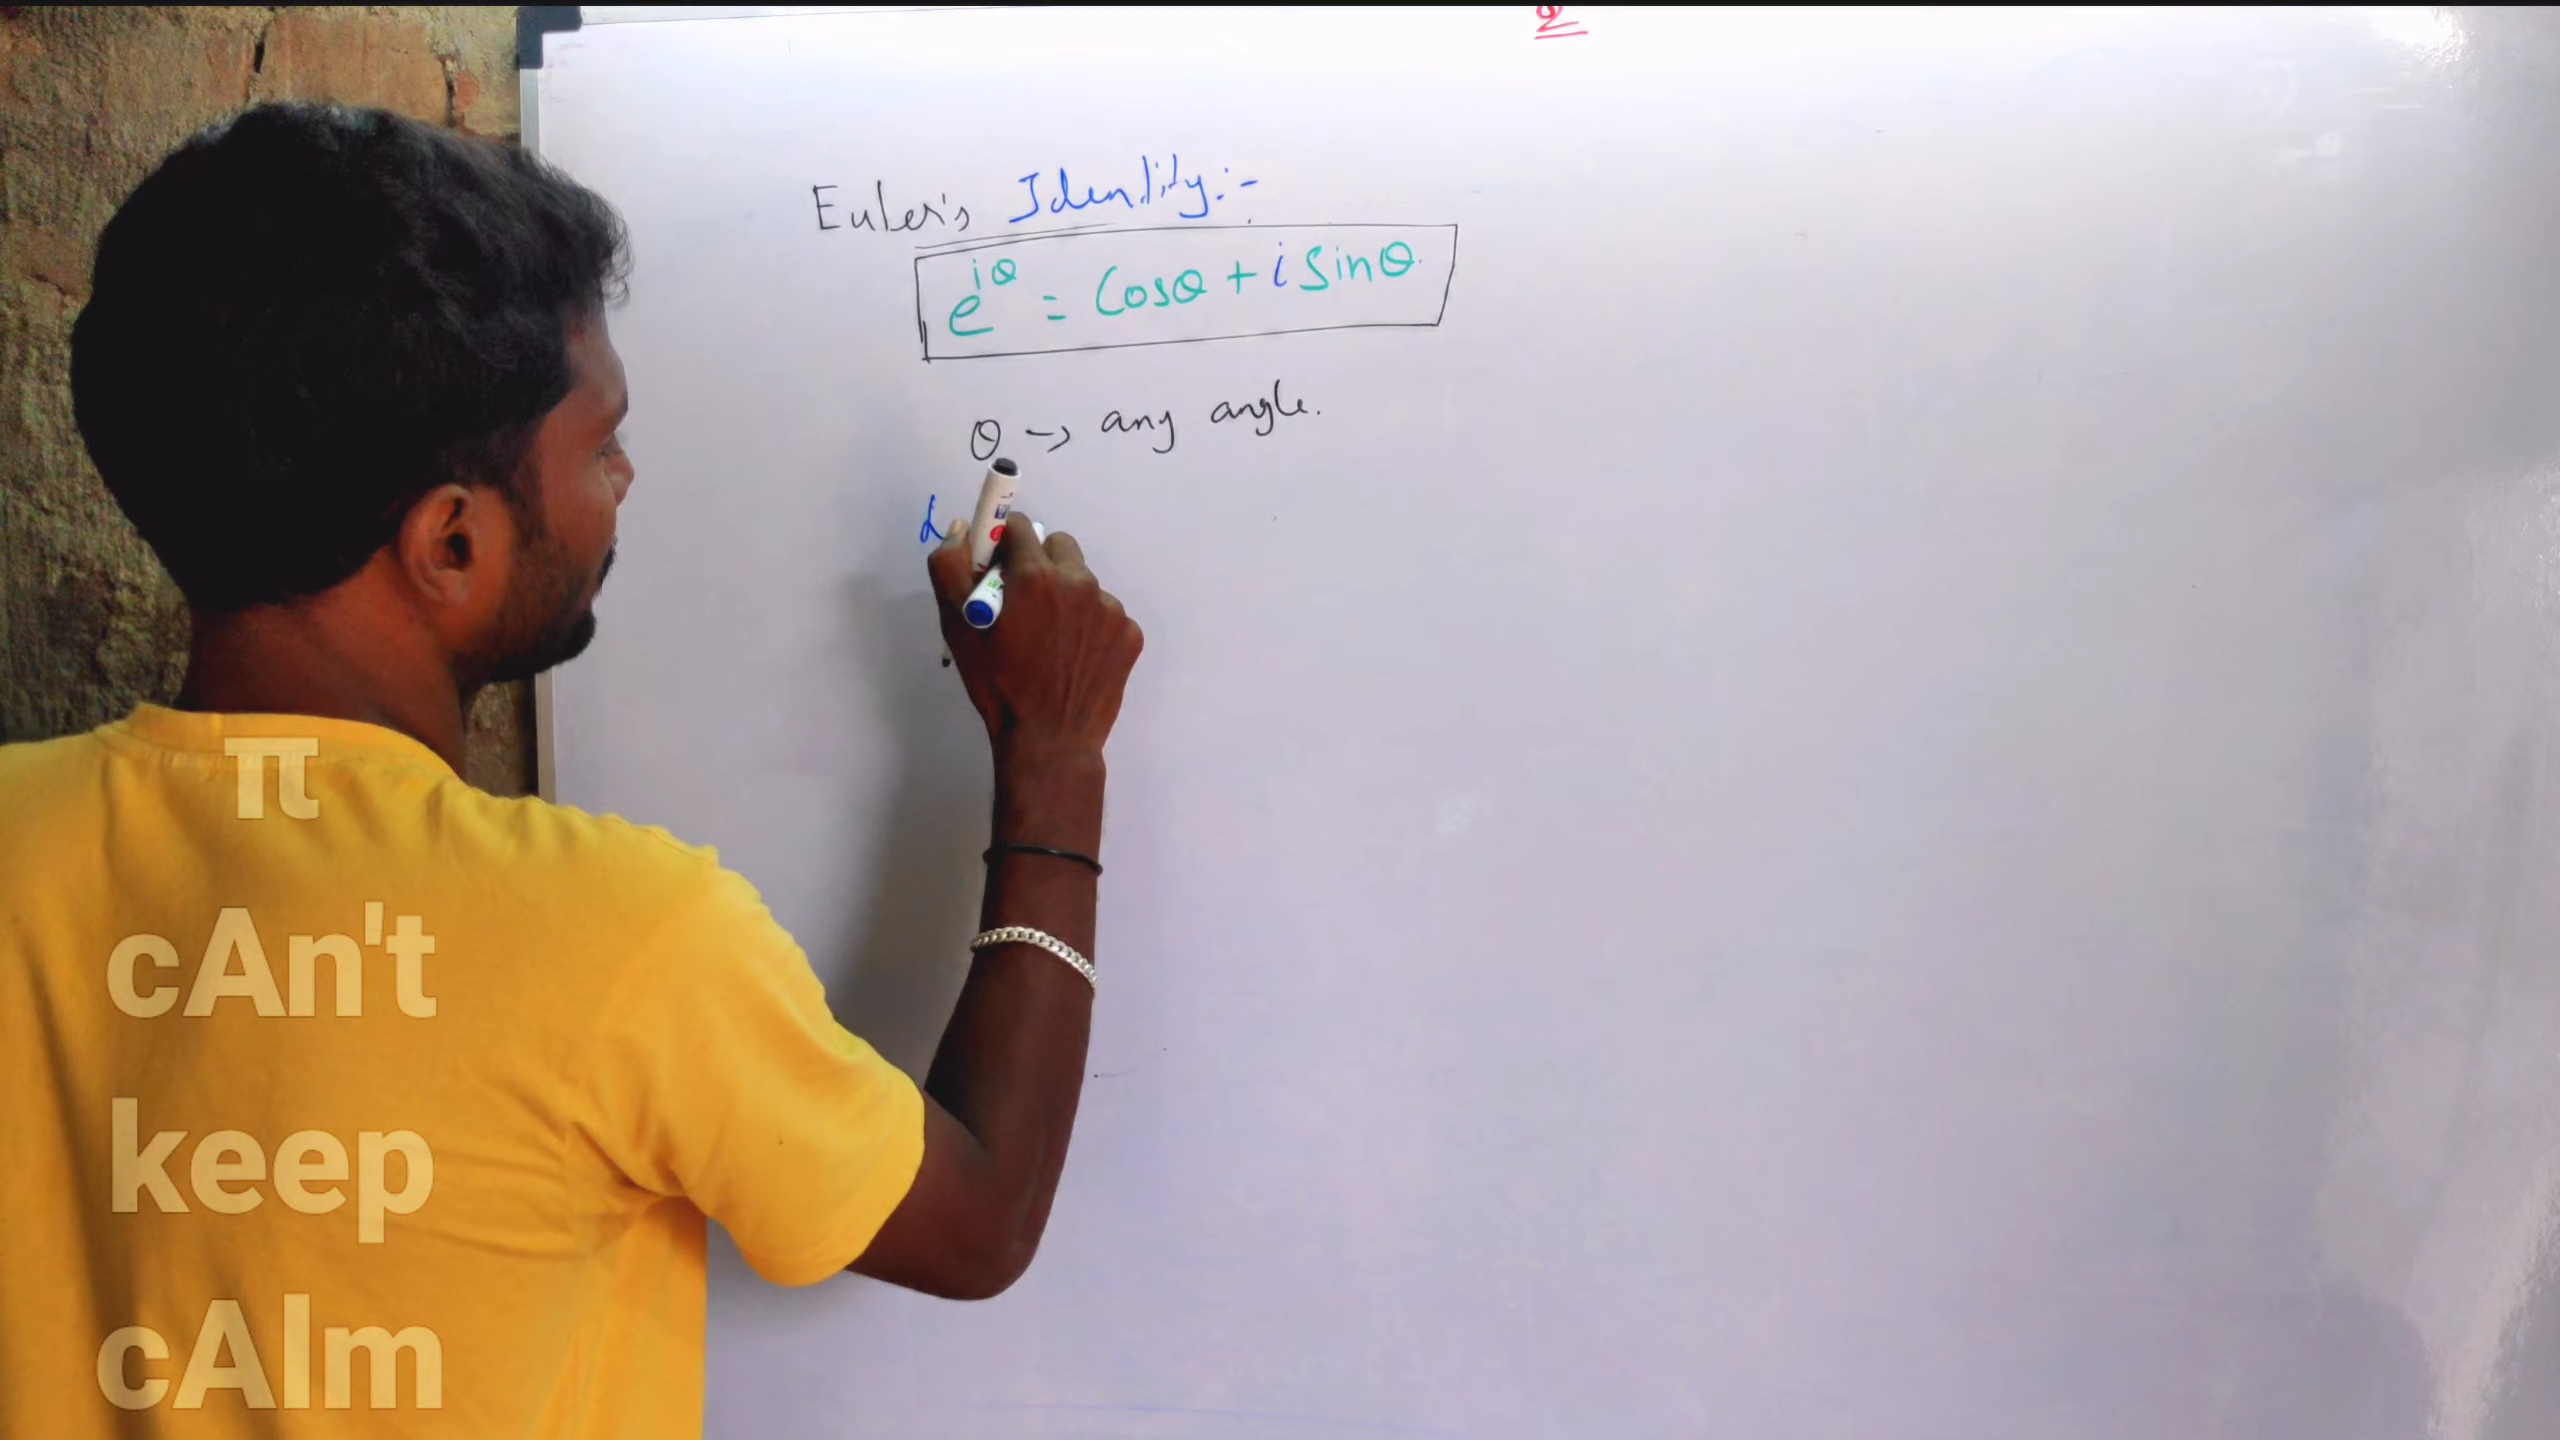 Euler's Identity:-
e^{iθ} = Cosθ + i Sinθ
θ → any angle.
π
cAn't
keep
cAlm